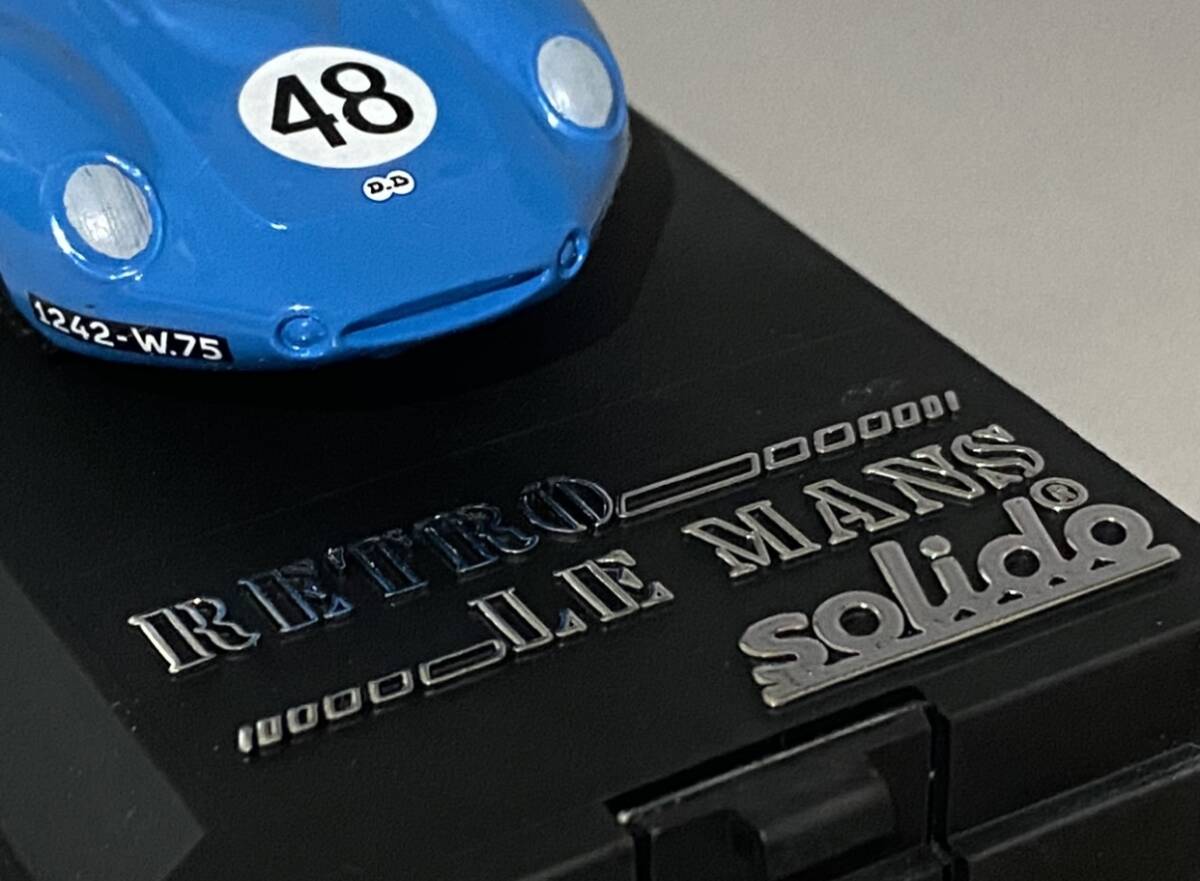 48
D.D
1242-W.75
RETRO
LE MANS
solido®